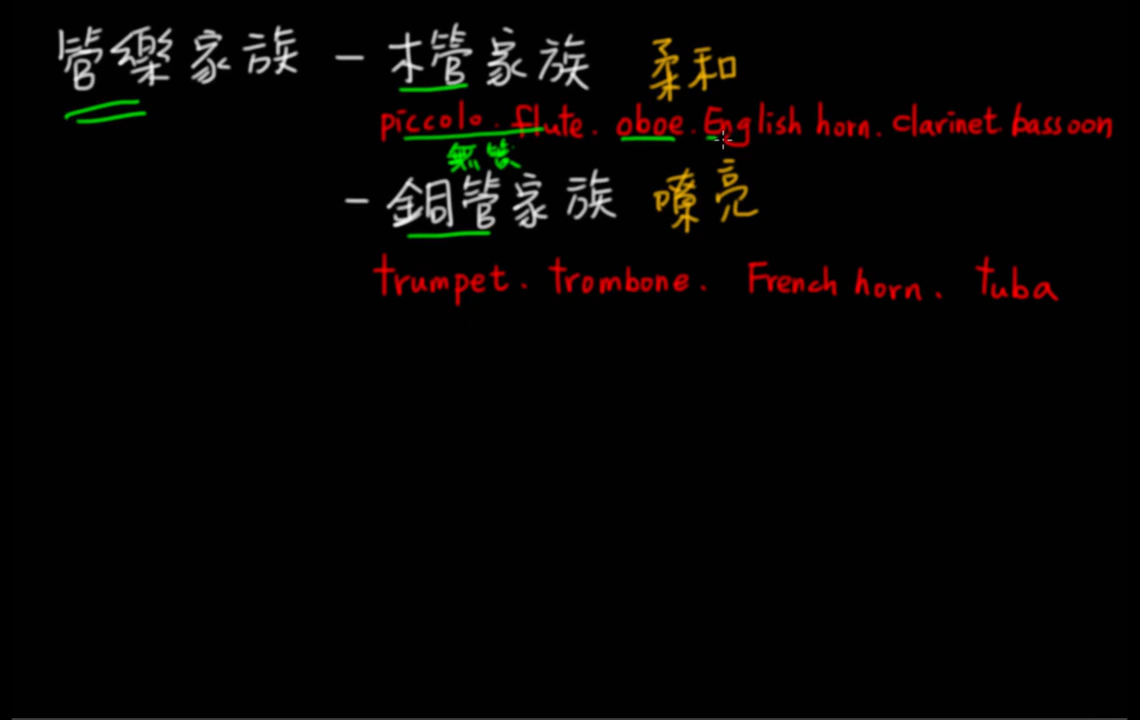 管樂家族 - 木管家族 柔和
piccolo. flute. oboe. English horn. clarinet bassoon
無簧
- 銅管家族 嘹亮
trumpet. trombone. French horn. tuba